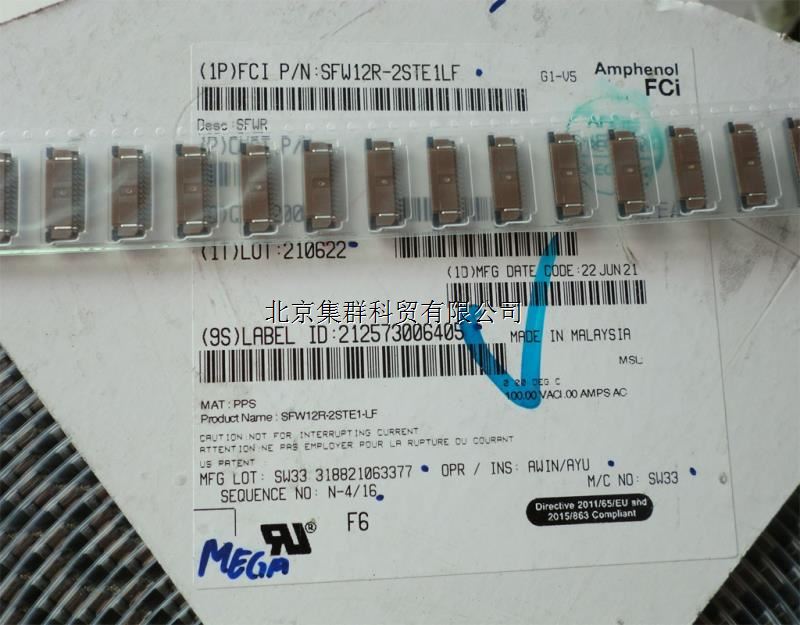 (1P)FCI P/N:SFW12R-2STE1LF
G1-V5
Amphenol
FCi
Desc:SFWR
(1T)LOT:210622
(1D)MFG DATE CODE:22 JUN 21
北京集群科贸有限公司
(9S)LABEL ID:212573006405
MADE IN MALAYSIA
MSL:
MAT : PPS
100.00 VAC/1.00 AMPS AC
Product Name : SFW12R-2STE1-LF
CAUTION:NOT FOR INTERRUPTING CURRENT
ATTENTION:NE PAS EMPLOYER POUR LA RUPTURE DU COURANT
US PATENT :
MFG LOT: SW33 318821063377
OPR / INS: AWIN/AYU
M/C NO: SW33
SEQUENCE NO: N-4/16
Directive 2011/65/EU and
2015/863 Compliant
F6
MEGA